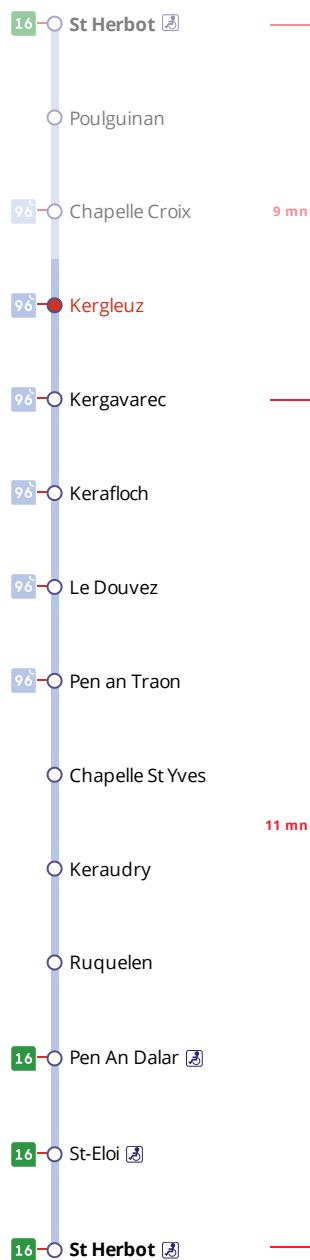 16 St Herbot
Poulguinan
96 Chapelle Croix 9 mn
96 Kergleuz
96 Kergavarec
96 Kerafloch
96 Le Douvez
96 Pen an Traon
Chapelle St Yves
11 mn
Keraudry
Ruquelen
16 Pen An Dalar
16 St-Eloi
16 St Herbot